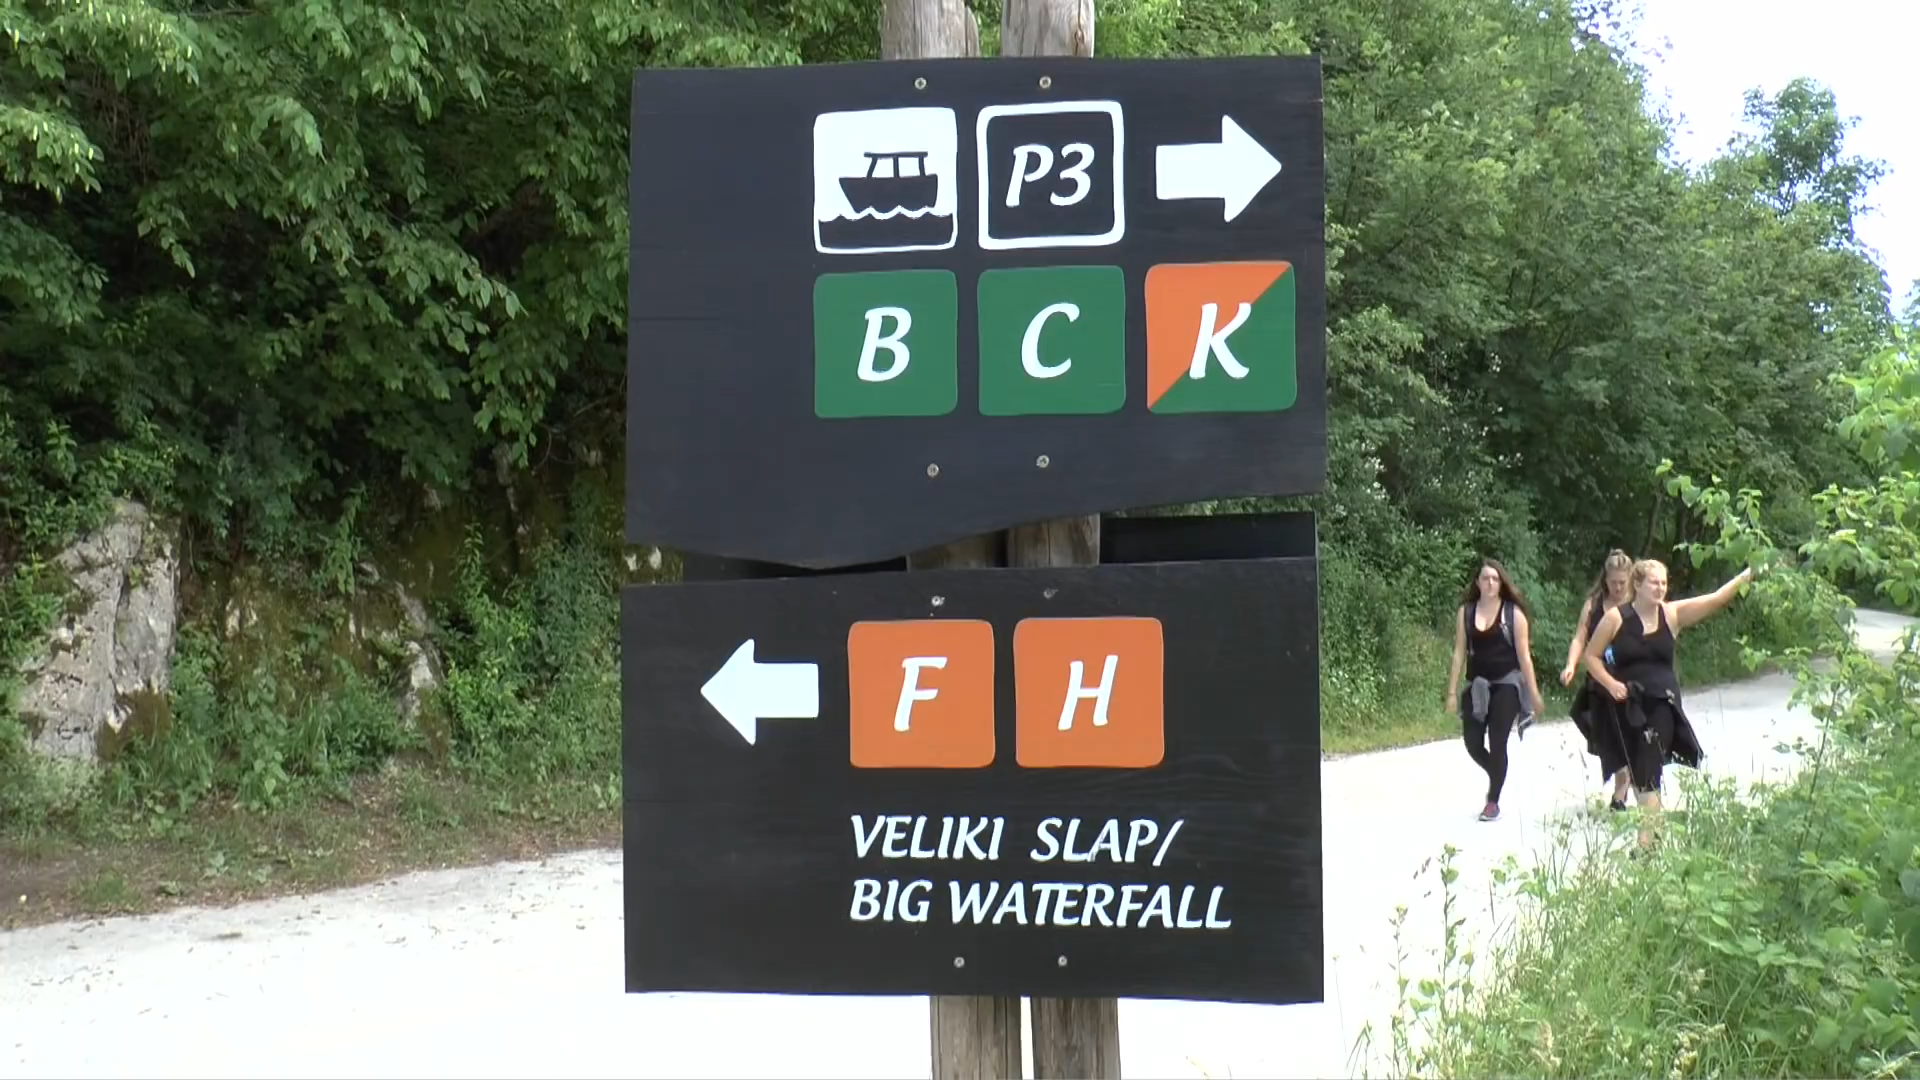 P3
B C K
F H
VELIKI SLAP/
BIG WATERFALL